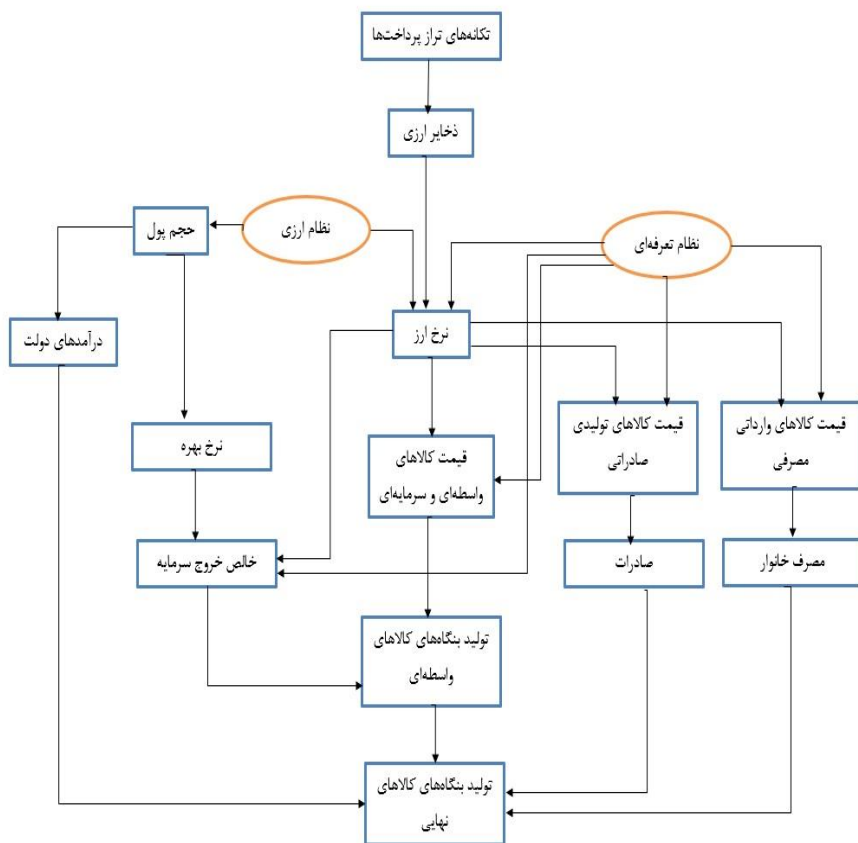 تکانه‌های تراز پرداخت‌ها
ذخایر ارزی
نظام تعرفه‌ای
نظام ارزی
حجم پول
نرخ ارز
درآمدهای دولت
قیمت کالاهای وارداتی
مصرفی
قیمت کالاهای تولیدی
صادراتی
قیمت کالاهای
واسطه‌ای و سرمایه‌ای
نرخ بهره
مصرف خانوار
صادرات
خالص خروج سرمایه
تولید بنگاه‌های کالاهای
واسطه‌ای
تولید بنگاه‌های کالاهای
نهایی